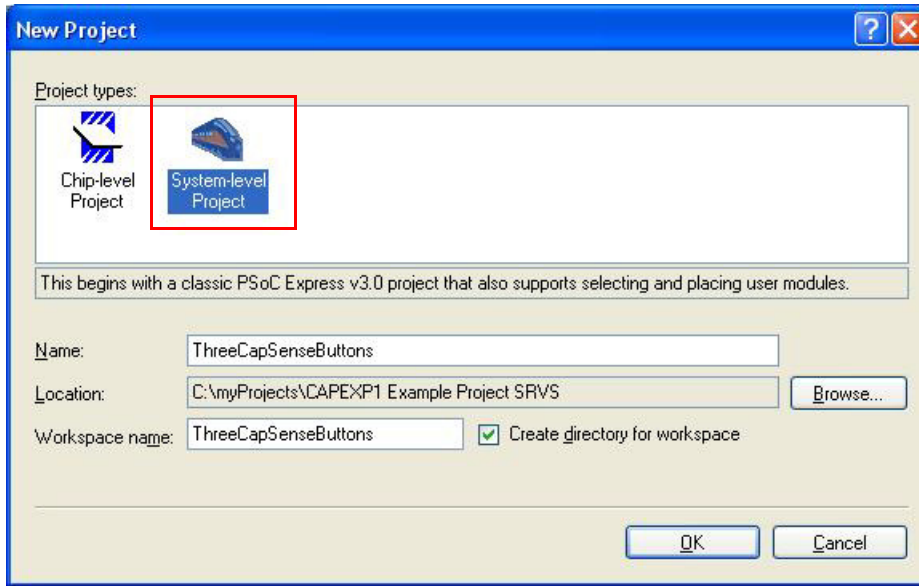 New Project
Project types:
Chip-level
Project
System-level
Project
This begins with a classic PSoC Express v3.0 project that also supports selecting and placing user modules.
Name:
ThreeCapSenseButtons
Location:
C:\myProjects\CAPEXP1 Example Project SRVS
Browse...
Workspace name:
ThreeCapSenseButtons
Create directory for workspace
OK
Cancel